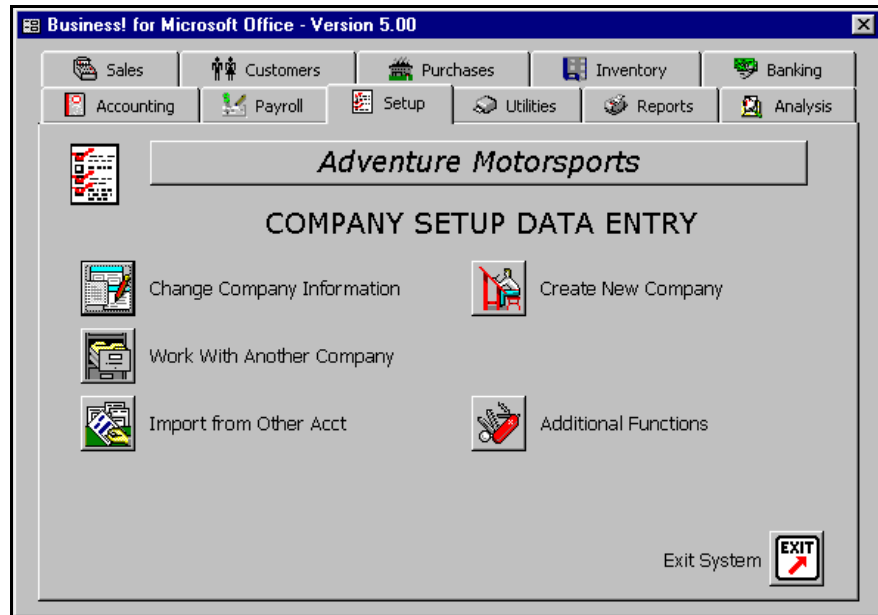 Business! for Microsoft Office - Version 5.00
Sales Customers Purchases Inventory Banking
Accounting Payroll Setup Utilities Reports Analysis
Adventure Motorsports
COMPANY SETUP DATA ENTRY
Change Company Information Create New Company
Work With Another Company
Import from Other Acct Additional Functions
Exit System EXIT